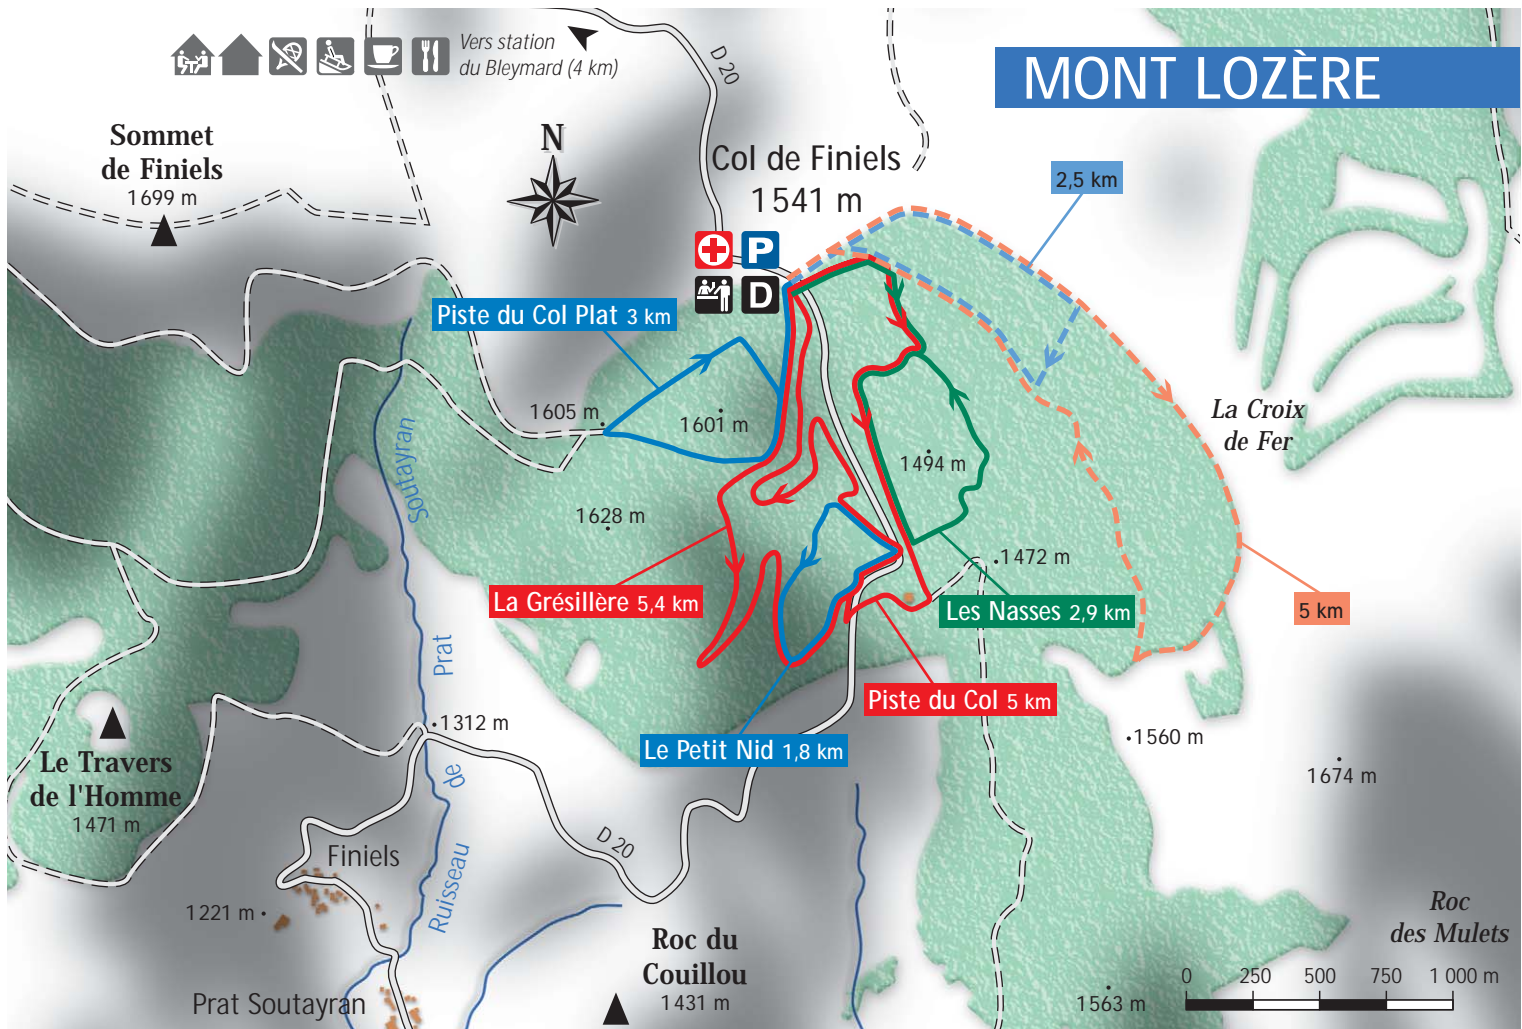 Vers station
du Bleymard (4 km)
D 20
MONT LOZÈRE
Sommet
de Finiels
1699 m
N
Col de Finiels
1541 m
2,5 km
P
D
Piste du Col Plat 3 km
1605 m
1601 m
La Croix
de Fer
1494 m
Soutayran
1628 m
1472 m
La Grésillère 5,4 km
Les Nasses 2,9 km
5 km
Prat
Piste du Col 5 km
1312 m
Le Petit Nid 1,8 km
1560 m
Le Travers
de l'Homme
1471 m
de
1674 m
D 20
Finiels
Ruisseau
1221 m
Roc
des Mulets
Roc du
Couillou
1431 m
0 250 500 750 1 000 m
Prat Soutayran
1563 m